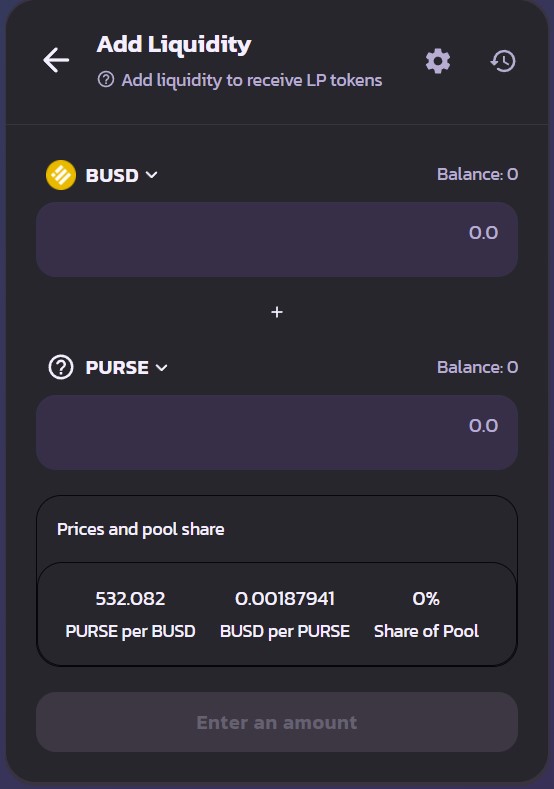 Add Liquidity
Add liquidity to receive LP tokens
BUSD
Balance: 0
0.0
+
PURSE
Balance: 0
0.0
Prices and pool share
532.082 0.00187941 0%
PURSE per BUSD BUSD per PURSE Share of Pool
Enter an amount